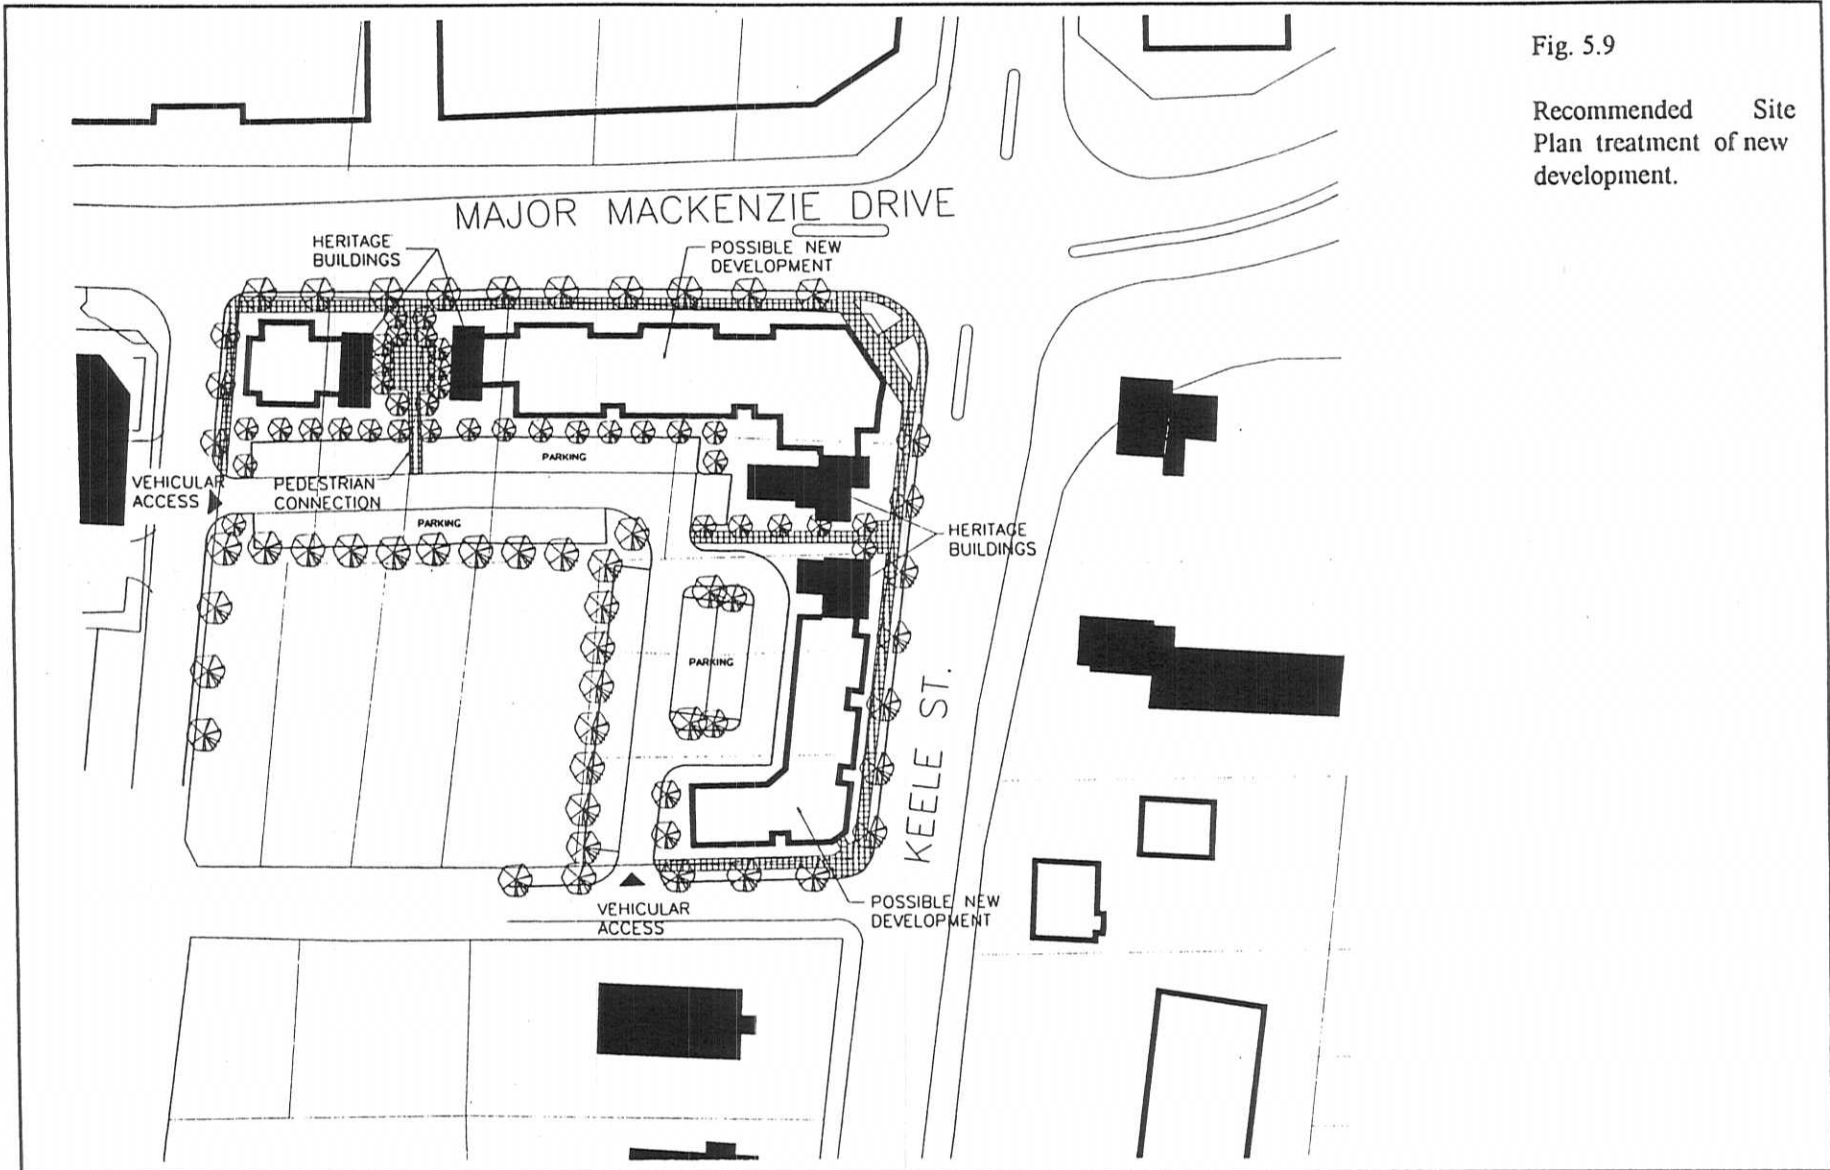 Fig. 5.9
Recommended Site
Plan treatment of new
development.
MAJOR MACKENZIE DRIVE
HERITAGE
BUILDINGS
POSSIBLE NEW
DEVELOPMENT
PARKING
VEHICULAR
ACCESS
PEDESTRIAN
CONNECTION
PARKING
HERITAGE
BUILDINGS
PARKING
KEELE ST.
VEHICULAR
ACCESS
POSSIBLE NEW
DEVELOPMENT